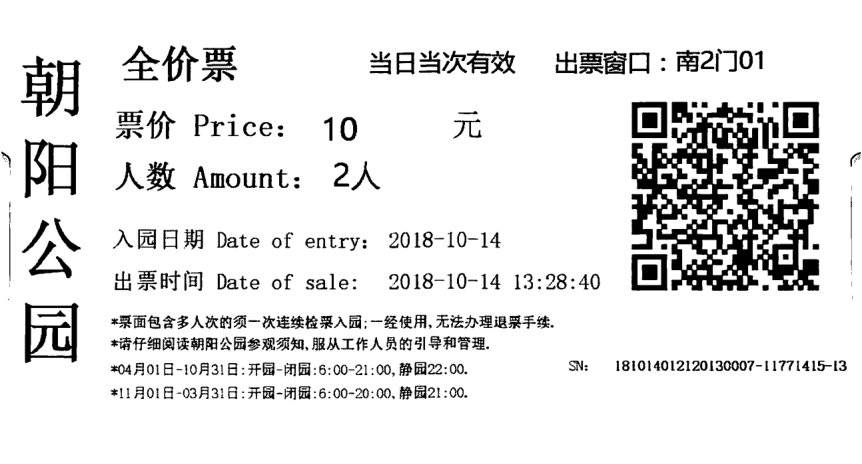 朝阳公园
全价票 当日当次有效 出票窗口：南2门01
票价 Price： 10 元
人数 Amount： 2人
入园日期 Date of entry： 2018-10-14
出票时间 Date of sale： 2018-10-14 13:28:40
*票面包含多人次的须一次连续检票入园;一经使用,无法办理退票手续.
*请仔细阅读朝阳公园参观须知,服从工作人员的引导和管理.
*04月01日-10月31日:开园-闭园:6:00-21:00,静园22:00.
SN： 181014012120130007-11771415-13
*11月01日-03月31日:开园-闭园:6:00-20:00,静园21:00.